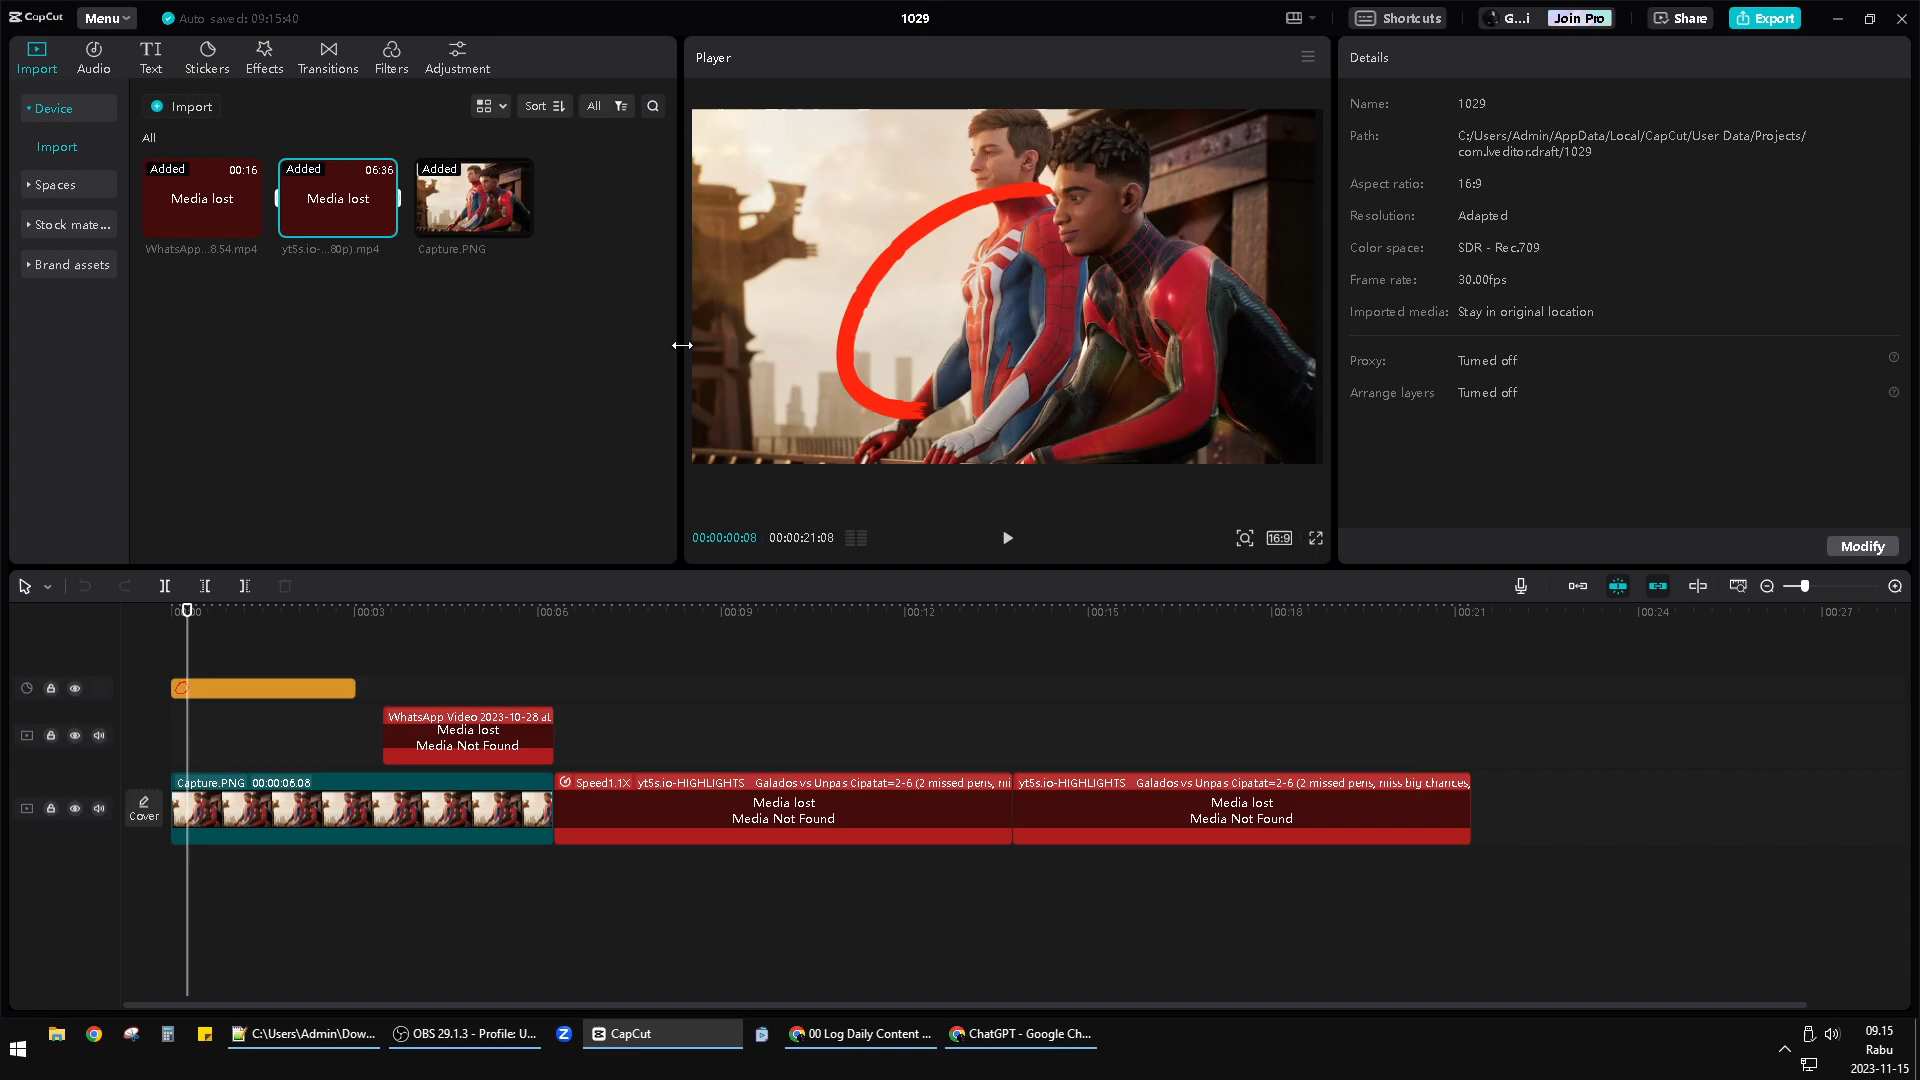 CapCut
Menu
Auto saved: 09:15:40
1029
Shortcuts
G...i
Join Pro
Share
Export
Import
Audio
TI
Text
Stickers
Effects
Transitions
Filters
Adjustment
Device
Import
Spaces
Stock mate...
Brand assets
Import
Sort
All
All
Added 00:16
Media lost
WhatsApp...8.54.mp4
Added 06:36
Media lost
yt5s.io-...80p).mp4
Added
Capture.PNG
Player
00:00:00:08 00:00:21:08
16:9
Details
Name: 1029
Path: C:/Users/Admin/AppData/Local/CapCut/User Data/Projects/
com.lveditor.draft/1029
Aspect ratio: 16:9
Resolution: Adapted
Color space: SDR - Rec.709
Frame rate: 30.00fps
Imported media: Stay in original location
Proxy: Turned off
Arrange layers Turned off
Modify
00:03 00:06 00:09 00:12 00:15 00:18 00:21 00:24 00:27
WhatsApp Video 2023-10-28 at
Media lost
Media Not Found
Cover
Capture.PNG 00:00:06:08
Speed1.1X yt5s.io-HIGHLIGHTS Galados vs Unpas Cipatat=2-6 (2 missed pens,
Media lost
Media Not Found
yt5s.io-HIGHLIGHTS Galados vs Unpas Cipatat=2-6 (2 missed pens, miss big chances,
Media lost
Media Not Found
C:\Users\Admin\Dow...
OBS 29.1.3 - Profile: U...
CapCut
00 Log Daily Content ...
ChatGPT - Google Ch...
09.15
Rabu
2023-11-15